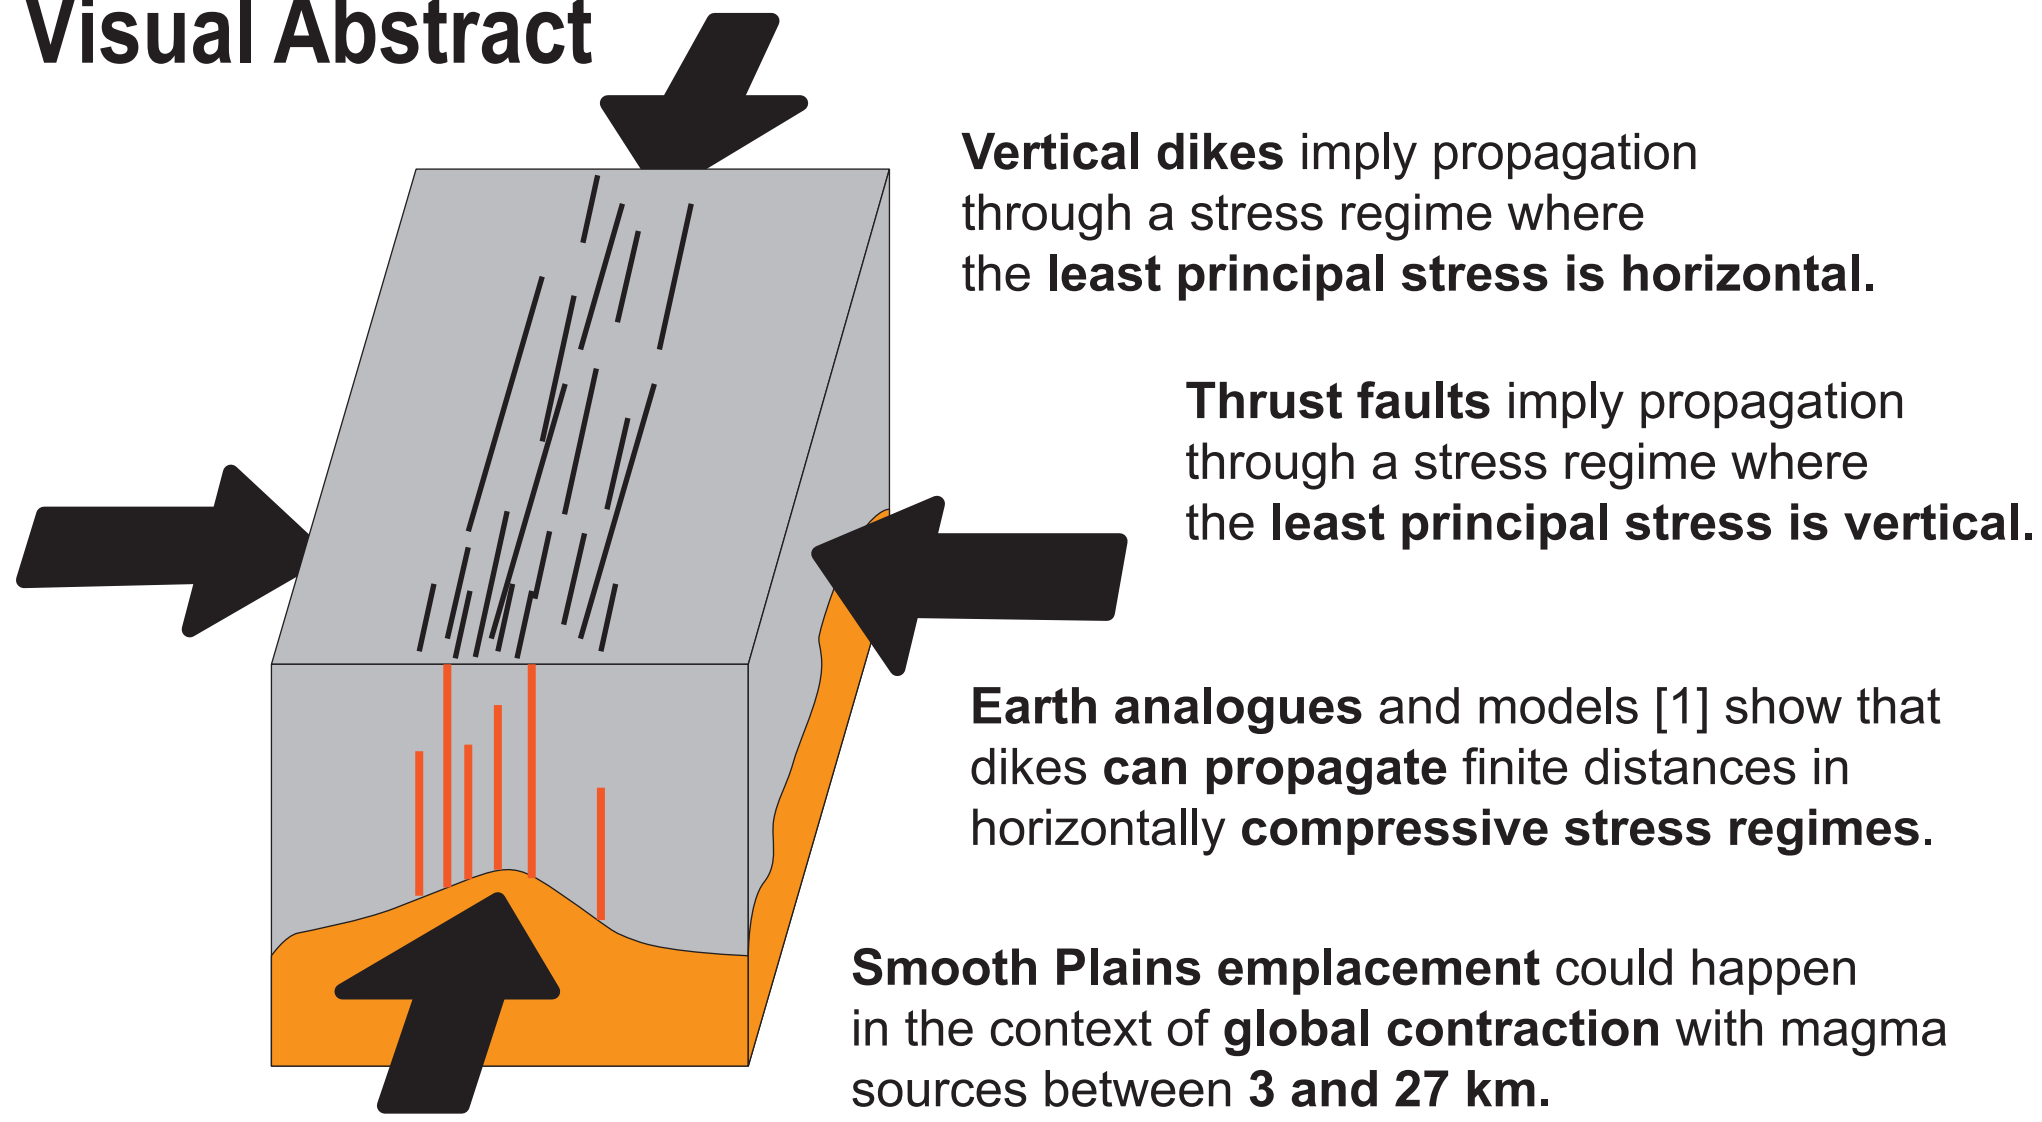 Visual Abstract
Vertical dikes imply propagation
through a stress regime where
the least principal stress is horizontal.
Thrust faults imply propagation
through a stress regime where
the least principal stress is vertical.
Earth analogues and models [1] show that
dikes can propagate finite distances in
horizontally compressive stress regimes.
Smooth Plains emplacement could happen
in the context of global contraction with magma
sources between 3 and 27 km.